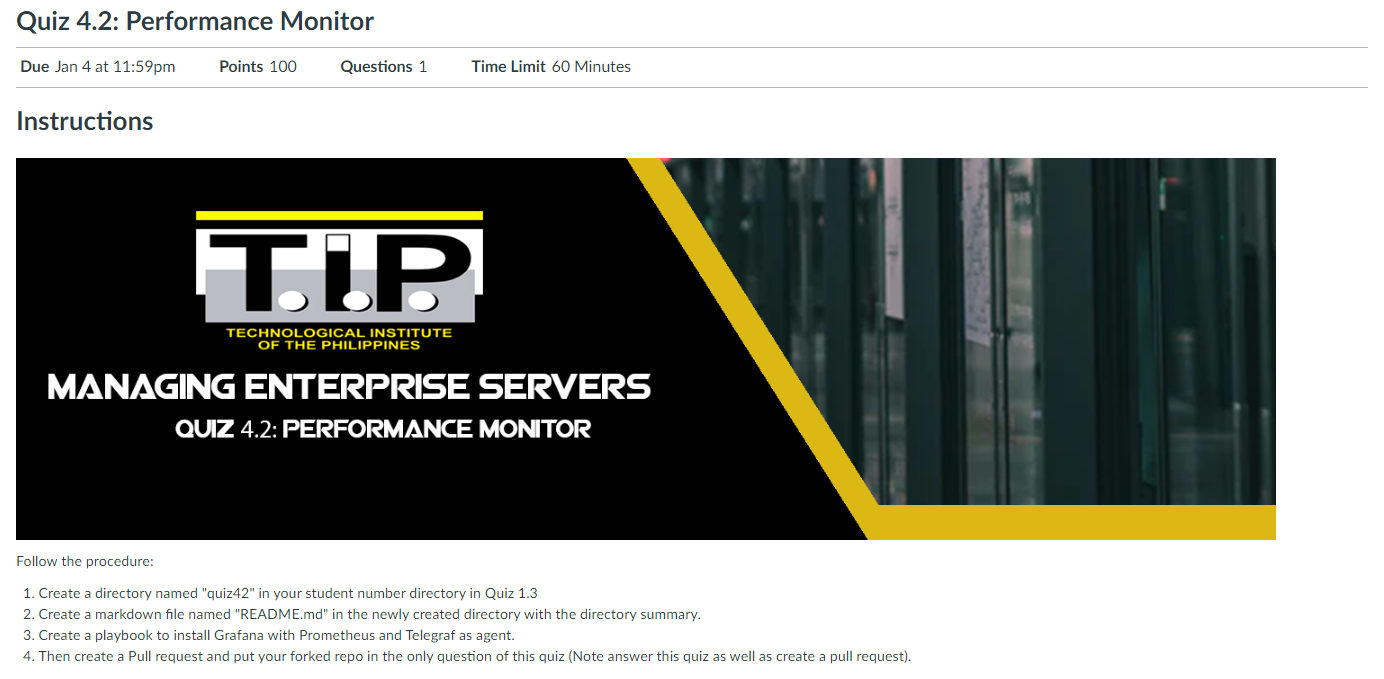 Quiz 4.2: Performance Monitor
Due Jan 4 at 11:59pm Points 100 Questions 1 Time Limit 60 Minutes
Instructions
T.I.P.
TECHNOLOGICAL INSTITUTE
OF THE PHILIPPINES
MANAGING ENTERPRISE SERVERS
QUIZ 4.2: PERFORMANCE MONITOR
Follow the procedure:
1. Create a directory named "quiz42" in your student number directory in Quiz 1.3
2. Create a markdown file named "README.md" in the newly created directory with the directory summary.
3. Create a playbook to install Grafana with Prometheus and Telegraf as agent.
4. Then create a Pull request and put your forked repo in the only question of this quiz (Note answer this quiz as well as create a pull request).